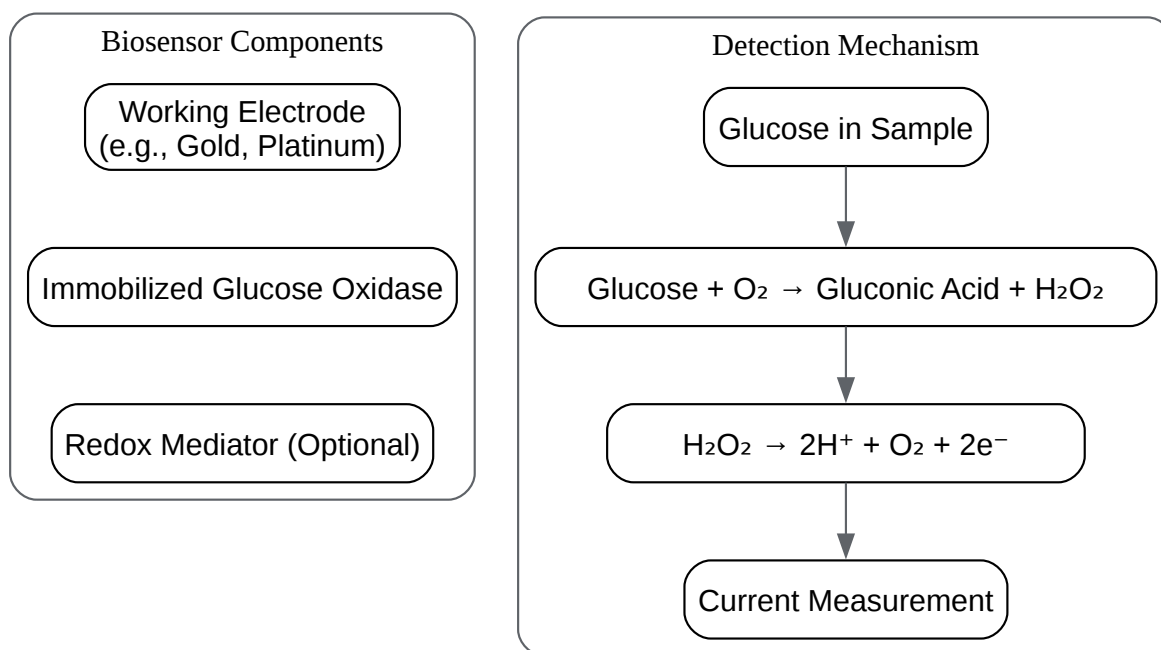 Biosensor Components
Working Electrode
(e.g., Gold, Platinum)
Immobilized Glucose Oxidase
Redox Mediator (Optional)
Detection Mechanism
Glucose in Sample
Glucose + O₂ → Gluconic Acid + H₂O₂
H₂O₂ → 2H⁺ + O₂ + 2e⁻
Current Measurement